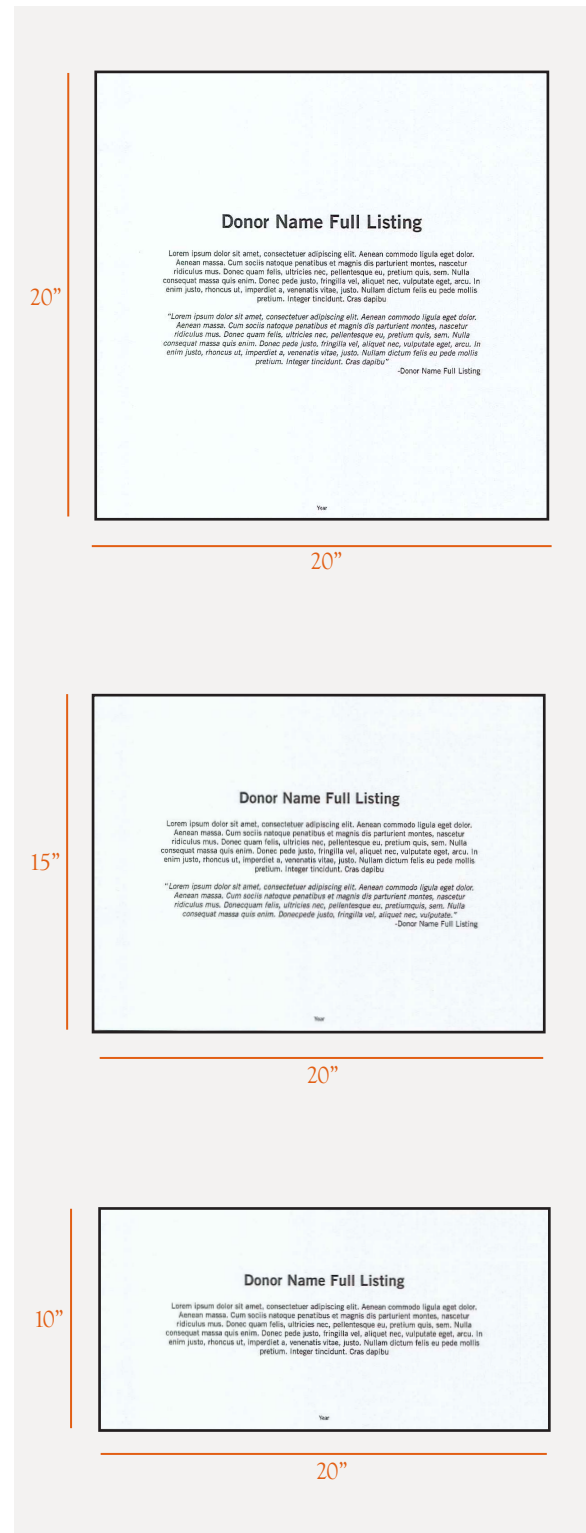 Donor Name Full Listing
Lorem ipsum dolor sit amet, consectetuer adipiscing elit. Aenean commodo ligula eget dolor.
Aenean massa. Cum sociis natoque penatibus et magnis dis parturient montes, nascetur
ridiculus mus. Donec quam felis, ultricies nec, pellentesque eu, pretium quis, sem. Nulla
consequat massa quis enim. Donec pede justo, fringilla vel, aliquet nec, vulputate eget, arcu. In
enim justo, rhoncus ut, imperdiet a, venenatis vitae, justo. Nullam dictum felis eu pede mollis
pretium. Integer tincidunt. Cras dapibu
"Lorem ipsum dolor sit amet, consectetuer adipiscing elit. Aenean commodo ligula eget dolor.
Aenean massa. Cum sociis natoque penatibus et magnis dis parturient montes, nascetur
ridiculus mus. Donec quam felis, ultricies nec, pellentesque eu, pretium quis, sem. Nulla
consequat massa quis enim. Donec pede justo, fringilla vel, aliquet nec, vulputate eget, arcu. In
enim justo, rhoncus ut, imperdiet a, venenatis vitae, justo. Nullam dictum felis eu pede mollis
pretium. Integer tincidunt. Cras dapibu"
-Donor Name Full Listing
20”
Year
20”
Donor Name Full Listing
Lorem ipsum dolor sit amet, consectetuer adipiscing elit. Aenean commodo ligula eget dolor.
Aenean massa. Cum sociis natoque penatibus et magnis dis parturient montes, nascetur
ridiculus mus. Donec quam felis, ultricies nec, pellentesque eu, pretium quis, sem. Nulla
consequat massa quis enim. Donec pede justo, fringilla vel, aliquet nec, vulputate eget, arcu. In
enim justo, rhoncus ut, imperdiet a, venenatis vitae, justo. Nullam dictum felis eu pede mollis
pretium. Integer tincidunt. Cras dapibu
"Lorem ipsum dolor sit amet, consectetuer adipiscing elit. Aenean commodo ligula eget dolor.
Aenean massa. Cum sociis natoque penatibus et magnis dis parturient montes, nascetur
ridiculus mus. Donecquam felis, ultricies nec, pellentesque eu, pretiumquis, sem. Nulla
consequat massa quis enim. Donecpede justo, fringilla vel, aliquet nec, vulputate."
-Donor Name Full Listing
15”
Year
20”
Donor Name Full Listing
Lorem ipsum dolor sit amet, consectetuer adipiscing elit. Aenean commodo ligula eget dolor.
Aenean massa. Cum sociis natoque penatibus et magnis dis parturient montes, nascetur
ridiculus mus. Donec quam felis, ultricies nec, pellentesque eu, pretium quis, sem. Nulla
consequat massa quis enim. Donec pede justo, fringilla vel, aliquet nec, vulputate eget, arcu. In
enim justo, rhoncus ut, imperdiet a, venenatis vitae, justo. Nullam dictum felis eu pede mollis
pretium. Integer tincidunt. Cras dapibu
10”
Year
20”